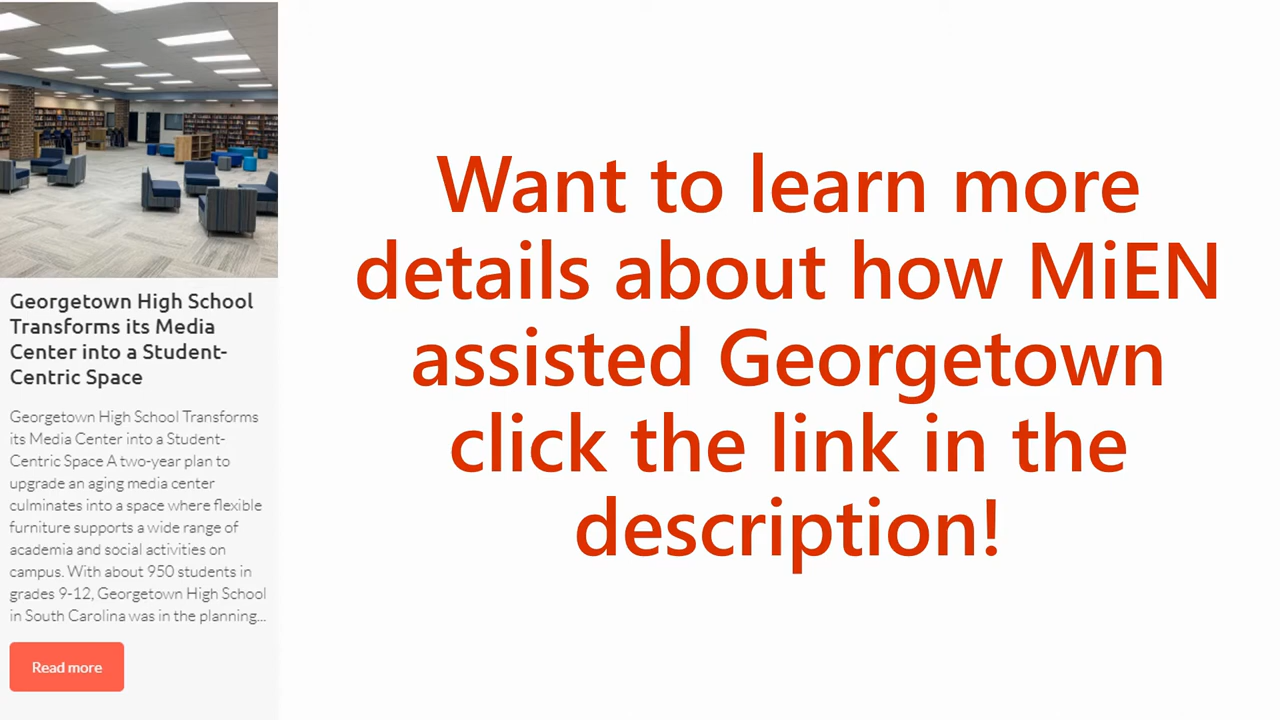 Georgetown High School
Transforms its Media
Center into a Student-
Centric Space
Georgetown High School Transforms
its Media Center into a Student-
Centric Space A two-year plan to
upgrade an aging media center
culminates into a space where flexible
furniture supports a wide range of
academia and social activities on
campus. With about 950 students in
grades 9-12, Georgetown High School
in South Carolina was in the planning...
Read more
Want to learn more
details about how MiEN
assisted Georgetown
click the link in the
description!